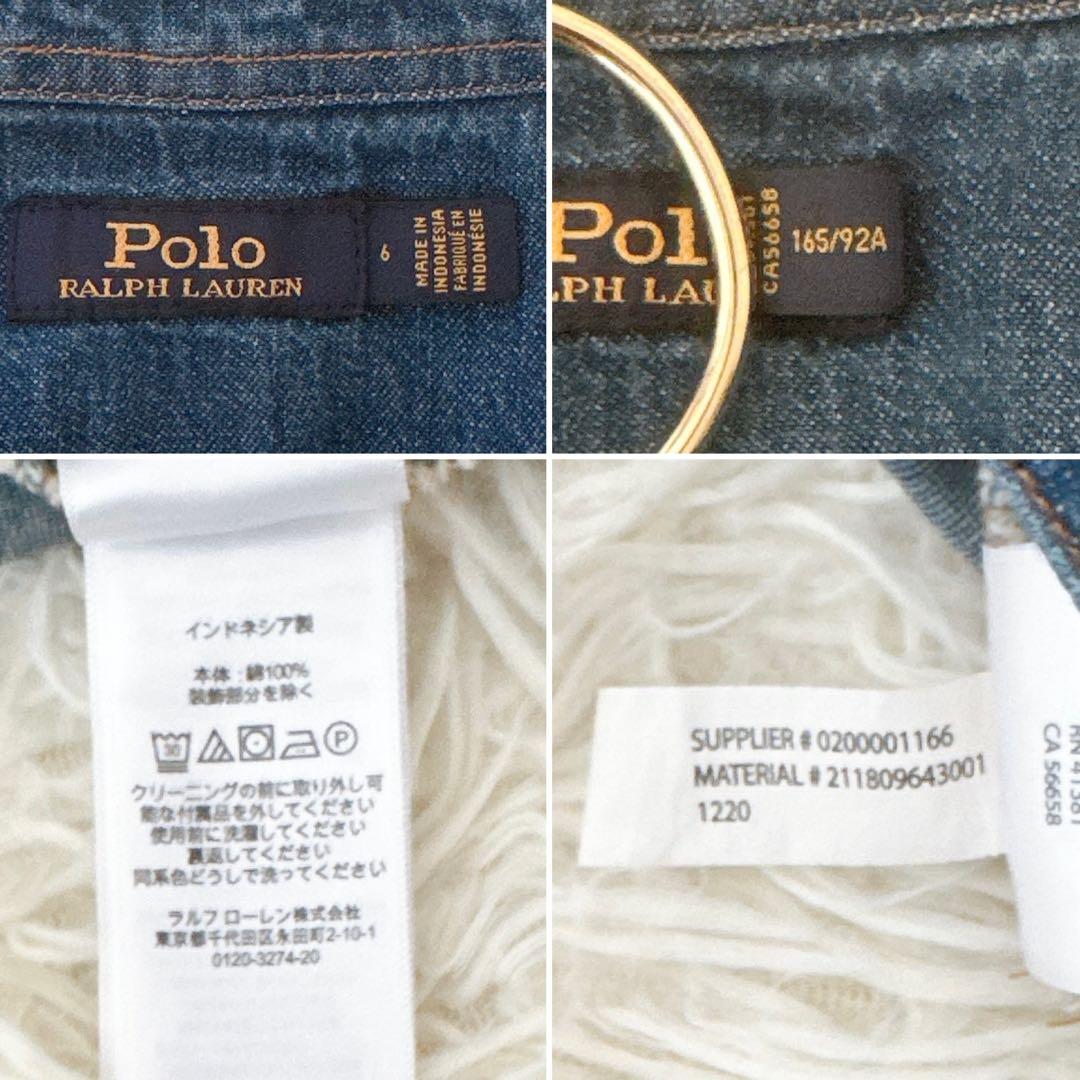 Polo
RALPH LAUREN
6
MADE IN
INDONESIA
FABRIQUÉ EN
INDONESIE
Pol
LPH LAU
CA56658
165/92A
インドネシア製
本体 : 綿100%
装飾部分を除く
30
P
クリーニングの前に取り外し可
能な付属品を外してください
使用前に洗濯してください
裏返してください
同系色どうしで洗ってください
ラルフ ローレン株式会社
東京都千代田区永田町2-10-1
0120-3274-20
SUPPLIER # 0200001166
MATERIAL # 211809643001
1220
RN 41381
CA 56658